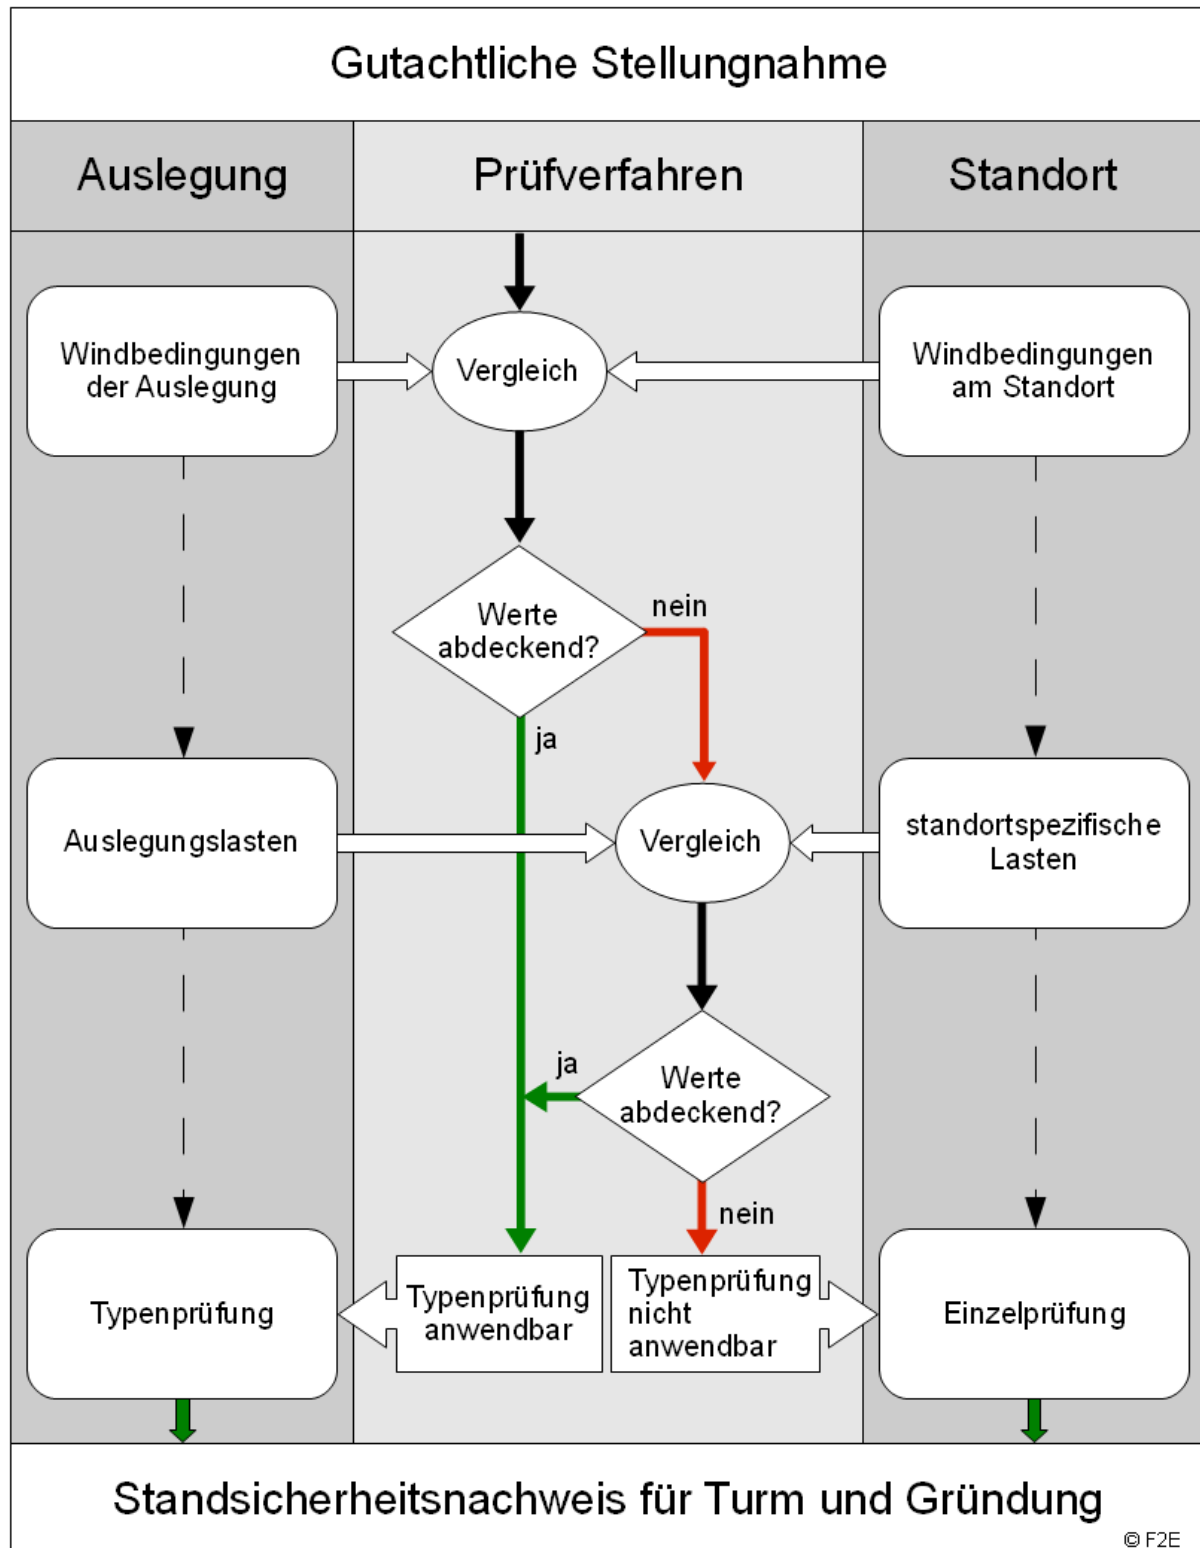 Gutachtliche Stellungnahme
Auslegung
Prüfverfahren
Standort
Windbedingungen
der Auslegung
Vergleich
Windbedingungen
am Standort
Werte
abdeckend?
nein
ja
Auslegungslasten
Vergleich
standortspezifische
Lasten
ja
Werte
abdeckend?
nein
Typenprüfung
Typenprüfung
anwendbar
Typenprüfung
nicht
anwendbar
Einzelprüfung
Standsicherheitsnachweis für Turm und Gründung
© F2E